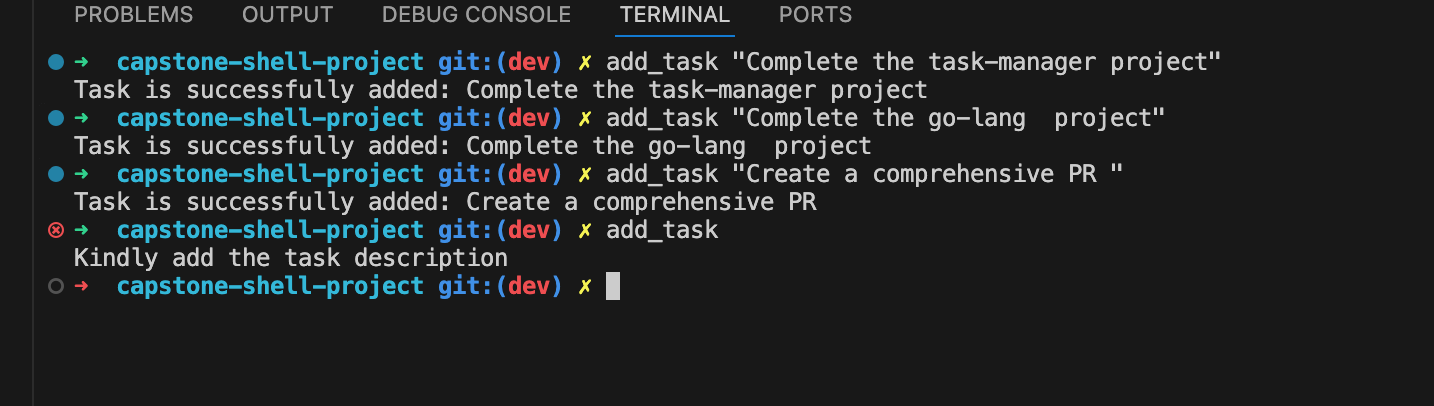 PROBLEMS OUTPUT DEBUG CONSOLE TERMINAL PORTS
➜ capstone-shell-project git:(dev) ✗ add_task "Complete the task-manager project"
Task is successfully added: Complete the task-manager project
➜ capstone-shell-project git:(dev) ✗ add_task "Complete the go-lang  project"
Task is successfully added: Complete the go-lang  project
➜ capstone-shell-project git:(dev) ✗ add_task "Create a comprehensive PR "
Task is successfully added: Create a comprehensive PR
➜ capstone-shell-project git:(dev) ✗ add_task
Kindly add the task description
➜ capstone-shell-project git:(dev) ✗